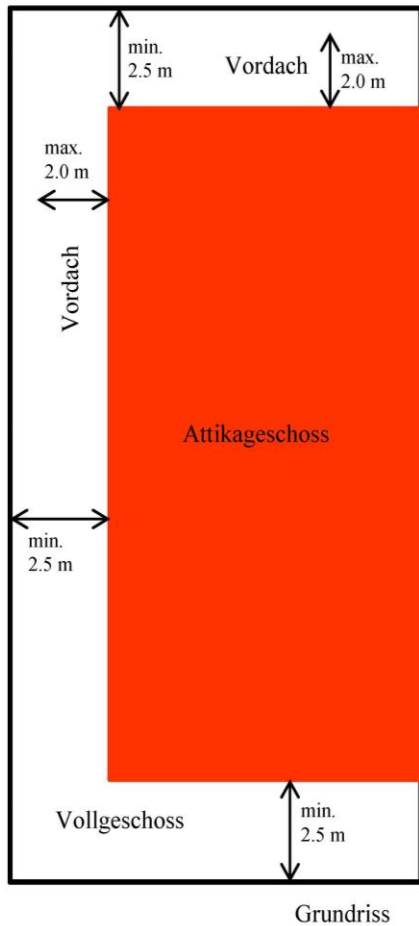 min.
2.5 m
Vordach
max.
2.0 m
max.
2.0 m
Vordach
Attikageschoss
min.
2.5 m
Vollgeschoss
min.
2.5 m
Grundriss